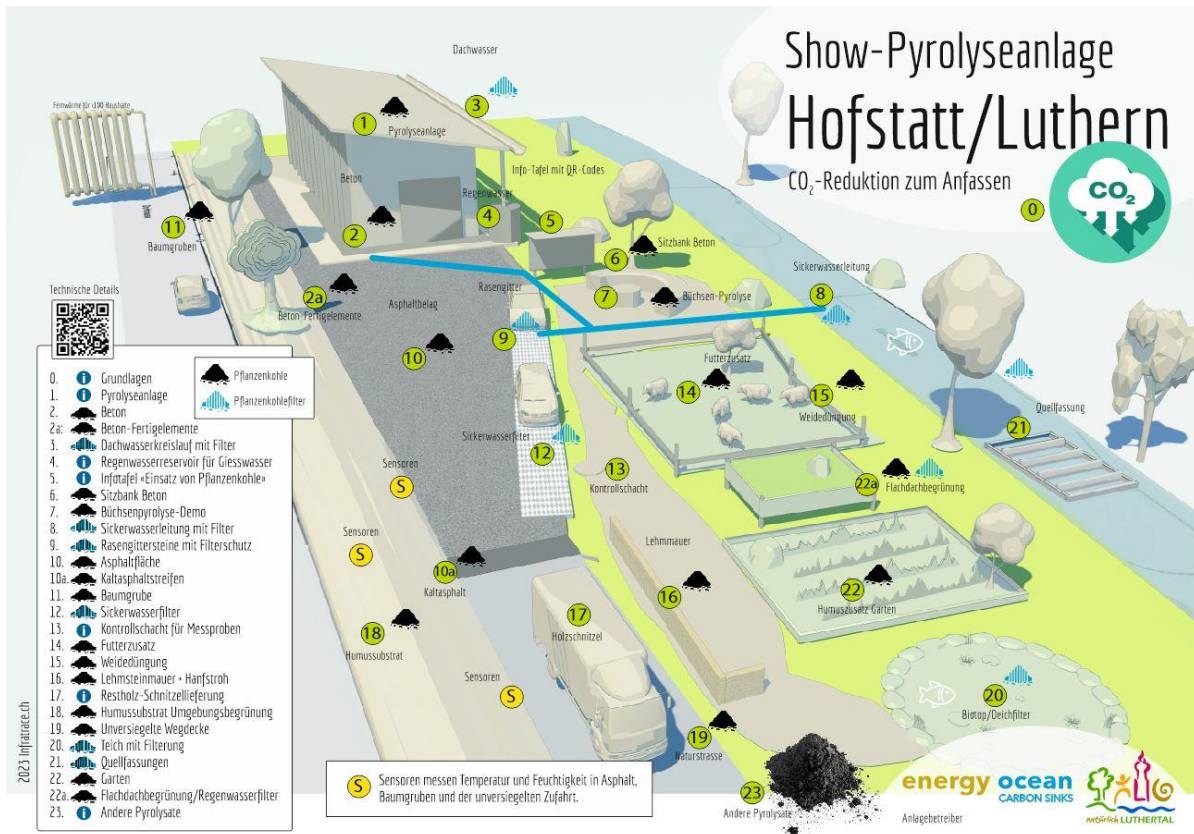 Show-Pyrolyseanlage
Hofstatt/Luthern
CO₂-Reduktion zum Anfassen
0
CO₂
Dachwasser
3
Fernwärme für <100 Haushalte
1
Pyrolyseanlage
Info-Tafel mit QR-Codes
Beton
Regenwasser
2
4
5
11
Baumgruben
6
Sitzbank Beton
Sickerwasserleitung
8
Technische Details
2a
Beton-Fertigelemente
Asphaltbelag
Rasengitter
7
Büchsen-Pyrolyse
9
10
Futterzusatz
14
15
Weidedüngung
Quellfassung
21
Pflanzenkohle
Pflanzenkohlefilter
0. Grundlagen
1. Pyrolyseanlage
2. Beton
2a: Beton-Fertigelemente
3. Dachwasserkreislauf mit Filter
4. Regenwasserreservoir für Giesswasser
5. Infotafel «Einsatz von Pflanzenkohle»
6. Sitzbank Beton
7. Büchsenpyrolyse-Demo
8. Sickerwasserleitung mit Filter
9. Rasengittersteine mit Filterschutz
10. Asphaltfläche
10a. Kaltasphaltstreifen
11. Baumgrube
12. Sickerwasserfilter
13. Kontrollschacht für Messproben
14. Futterzusatz
15. Weidedüngung
16. Lehmsteinmauer + Hanfstroh
17. Restholz-Schnitzellieferung
18. Humussubstrat Umgebungsbegrünung
19. Unversiegelte Wegdecke
20. Teich mit Filterung
21. Quellfassungen
22. Garten
22a. Flachdachbegrünung/Regenwasserfilter
23. Andere Pyrolysate
Sickerwasserfilter
12
Sensoren
S
13
Kontrollschacht
22a
Flachdachbegrünung
Sensoren
S
10a
Kaltasphalt
Lehmmauer
16
22
Humuszusatz Garten
17
Holzschnitzel
18
Humussubstrat
Sensoren
S
19
Naturstrasse
20
Biotop/Deichfilter
23
Andere Pyrolysate
S
Sensoren messen Temperatur und Feuchtigkeit in Asphalt,
Baumgruben und der unversiegelten Zufahrt.
energy ocean
CARBON SINKS
Anlagebetreiber
natürlich LUTHERTAL
2023 Infratrace.ch